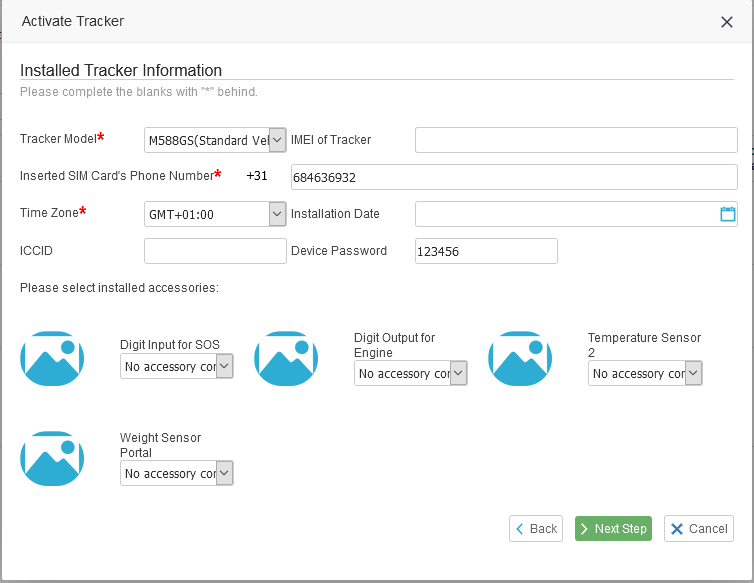 Activate Tracker
Installed Tracker Information
Please complete the blanks with "*" behind.
Tracker Model* M588GS(Standard Vel IMEI of Tracker
Inserted SIM Card's Phone Number* +31 684636932
Time Zone* GMT+01:00 Installation Date
ICCID Device Password 123456
Please select installed accessories:
Digit Input for SOS
No accessory cor
Digit Output for
Engine
No accessory cor
Temperature Sensor
2
No accessory cor
Weight Sensor
Portal
No accessory cor
Back Next Step Cancel